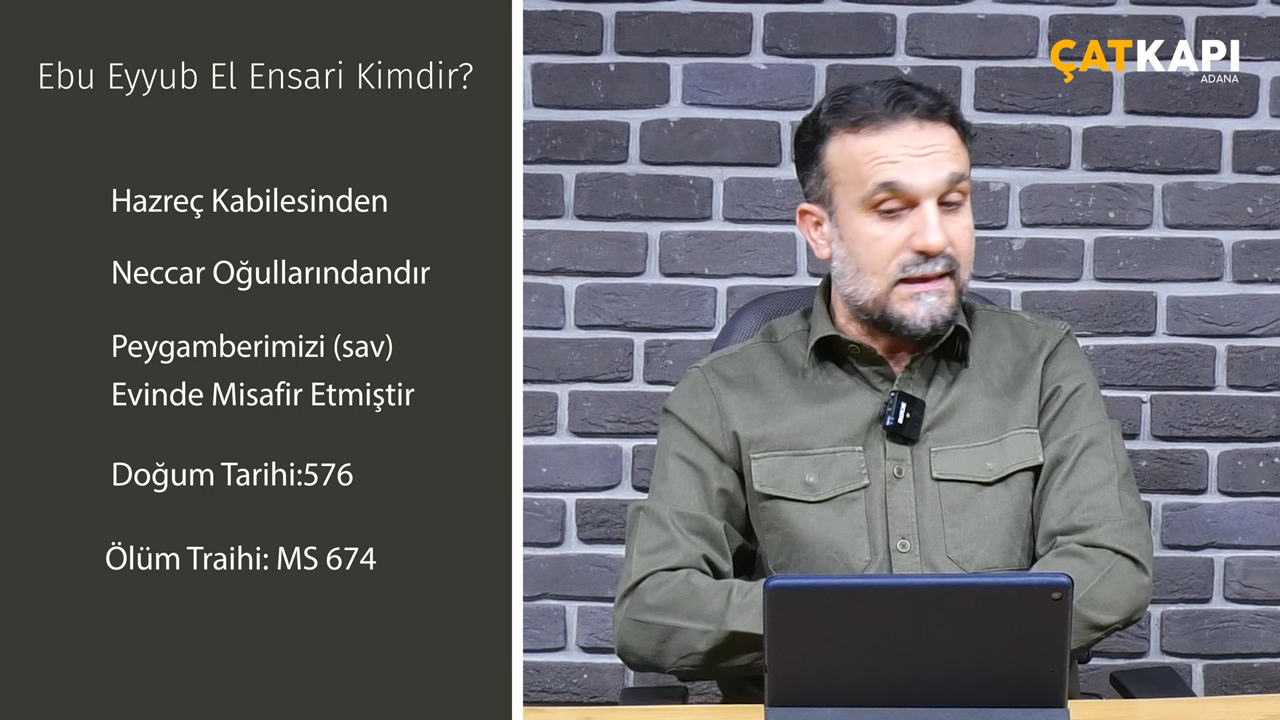 Ebu Eyyub El Ensari Kimdir?
Hazreç Kabilesinden
Neccar Oğullarındandır
Peygamberimizi (sav)
Evinde Misafir Etmiştir
Doğum Tarihi:576
Ölüm Traihi: MS 674
ÇATKAPI
ADANA